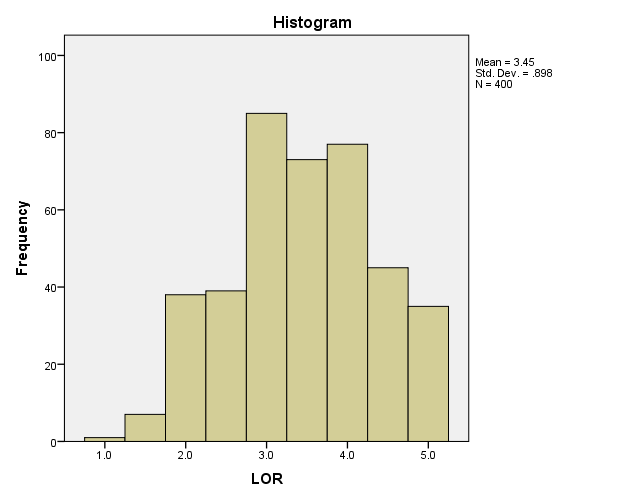 Histogram
Mean = 3.45
Std. Dev. = .898
N = 400
Frequency
100
80
60
40
20
0
1.0 2.0 3.0 4.0 5.0
LOR